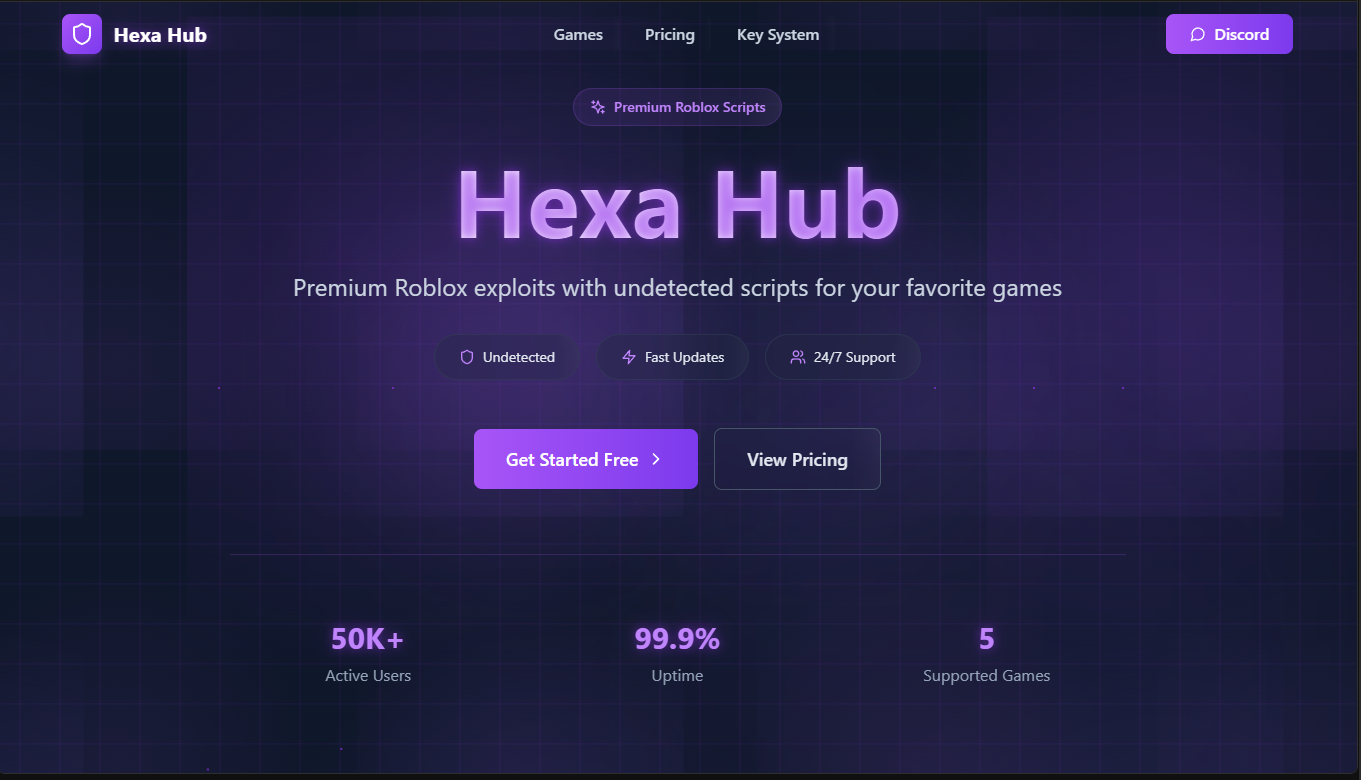 Hexa Hub
Games
Pricing
Key System
Discord
Premium Roblox Scripts
Hexa Hub
Premium Roblox exploits with undetected scripts for your favorite games
Undetected
Fast Updates
24/7 Support
Get Started Free
View Pricing
50K+
Active Users
99.9%
Uptime
5
Supported Games